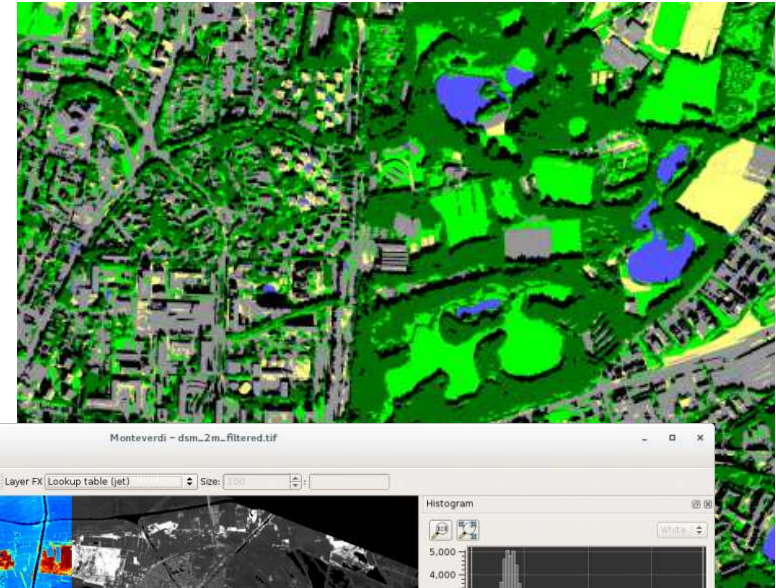 Monteverdi - dsm_2m_filtered.tif
Layer FX Lookup table (jet) Size: 100 :
Histogram
White
5,000
4,000